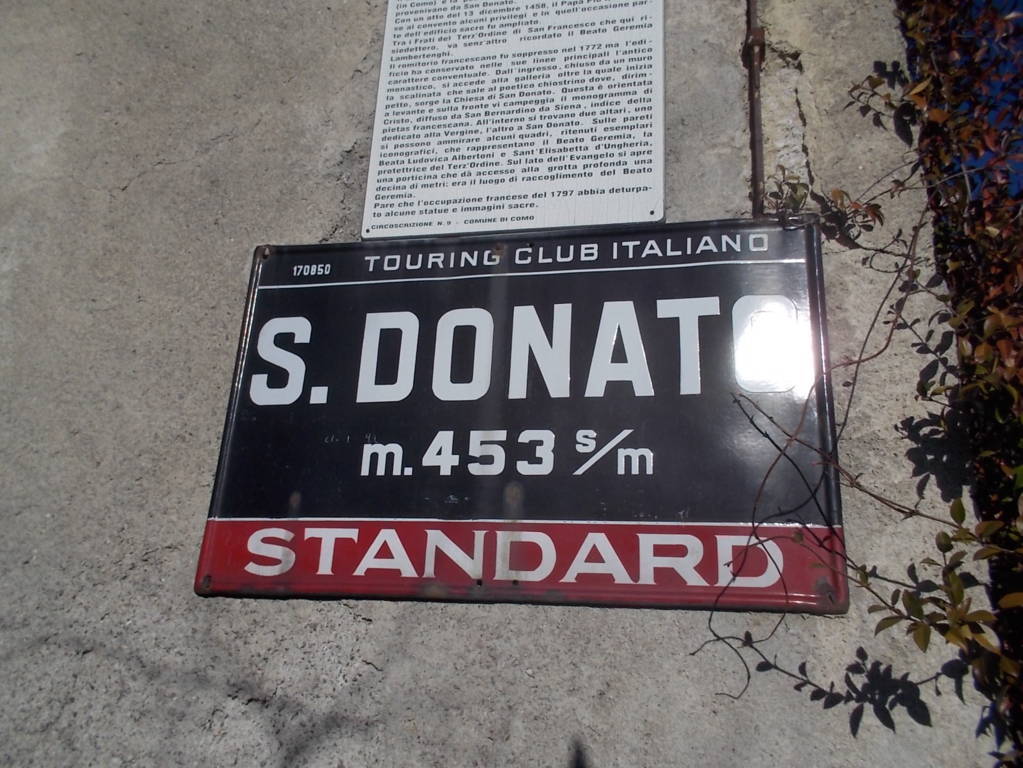 (in Como) e la
provenivano da San Donato.
Con un atto del 13 dicembre 1458, il Papa Pio
se al convento alcuni privilegi e in quell'occasione par-
te dell'edificio sacro fu ampliato.
Tra i Frati del Terz'Ordine di San Francesco che qui ri-
siedettero, va senz'altro ricordato il Beato Geremia
Lambertenghi.
Il romitorio francescano fu soppresso nel 1772 ma l'edi-
ficio ha conservato nelle sue linee principali l'antico
carattere conventuale. Dall'ingresso, chiuso da un muro
monastico, si accede alla galleria oltre la quale inizia
la scalinata che sale al poetico chiostrino dove, dirim-
petto, sorge la Chiesa di San Donato. Questa è orientata
a levante e sulla fronte vi campeggia il monogramma di
Cristo, diffuso da San Bernardino da Siena, indice della
pietas francescana. All'interno si trovano due altari, uno
dedicato alla Vergine, l'altro a San Donato. Sulle pareti
si possono ammirare alcuni quadri, ritenuti esemplari
iconografici, che rappresentano il Beato Geremia, la
Beata Ludovica Albertoni e Sant'Elisabetta d'Ungheria,
protettrice del Terz'Ordine. Sul lato dell'Evangelo si apre
una porticina che dà accesso alla grotta profonda una
decina di metri: era il luogo di raccoglimento del Beato
Geremia.
Pare che l'occupazione francese del 1797 abbia deturpa-
to alcune statue e immagini sacre.
CIRCOSCRIZIONE N. 9 - COMUNE DI COMO
170850 TOURING CLUB ITALIANO
S. DONATO
m. 453 s/m
STANDARD